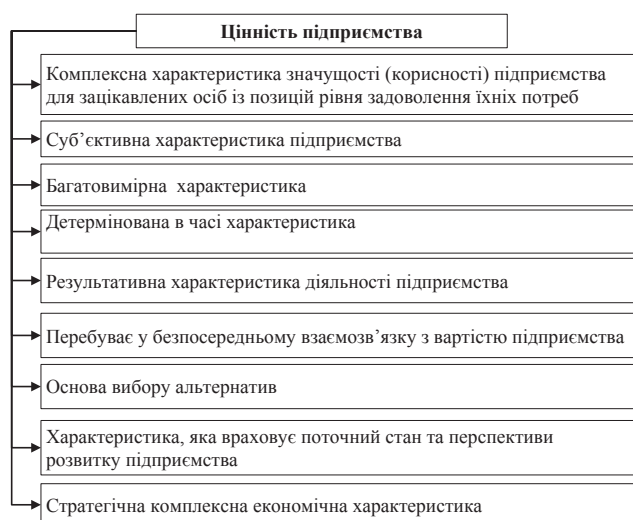 Цінність підприємства
Комплексна характеристика значущості (корисності) підприємства
для зацікавлених осіб із позицій рівня задоволення їхніх потреб
Суб’єктивна характеристика підприємства
Багатовимірна характеристика
Детермінована в часі характеристика
Результативна характеристика діяльності підприємства
Перебуває у безпосередньому взаємозв’язку з вартістю підприємства
Основа вибору альтернатив
Характеристика, яка враховує поточний стан та перспективи
розвитку підприємства
Стратегічна комплексна економічна характеристика